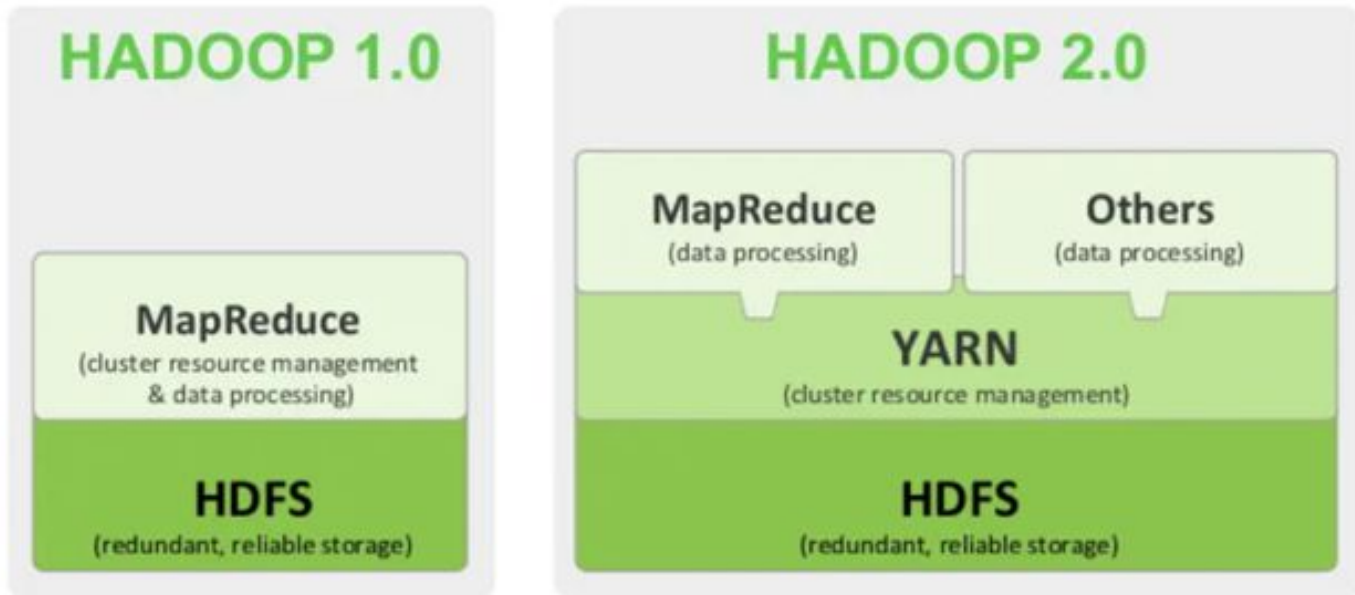 HADOOP 1.0
MapReduce
(cluster resource management
& data processing)
HDFS
(redundant, reliable storage)
HADOOP 2.0
MapReduce
(data processing)
Others
(data processing)
YARN
(cluster resource management)
HDFS
(redundant, reliable storage)